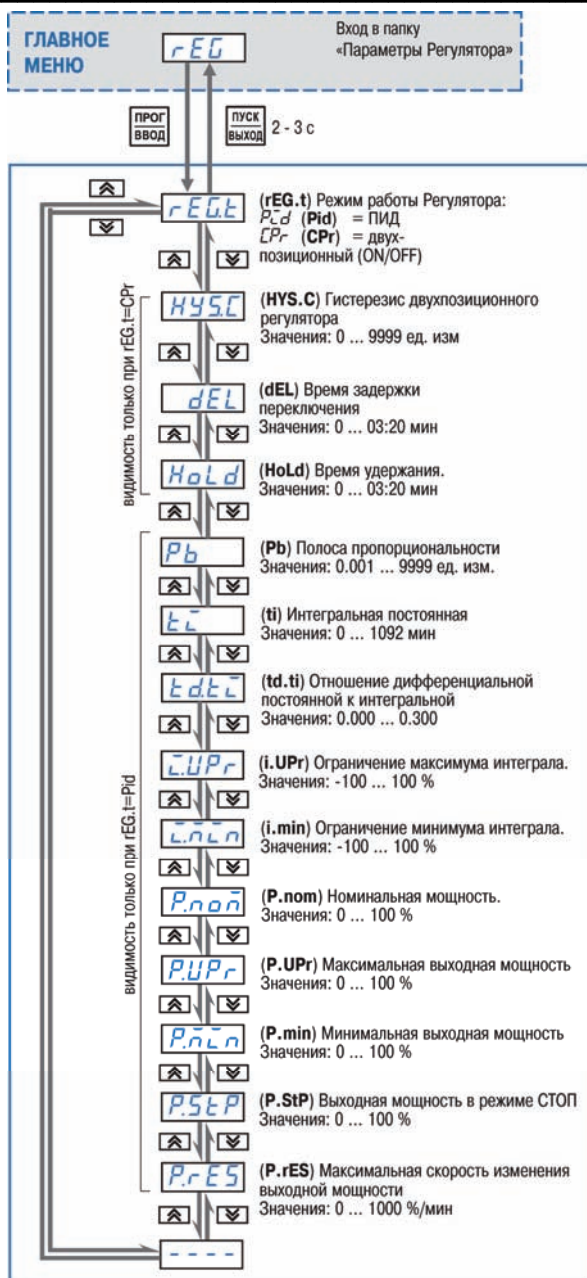 ГЛАВНОЕ
МЕНЮ
rEG
Вход в папку
«Параметры Регулятора»
ПРОГ
ВВОД
ПУСК
ВЫХОД
2 - 3 с
rEG.t
(rEG.t) Режим работы Регулятора:
Pid (Pid) = ПИД
CPr (CPr) = двух-
позиционный (ON/OFF)
видимость только при rEG.t=CPr
HYS.C
(HYS.C) Гистерезис двухпозиционного
регулятора
Значения: 0 ... 9999 ед. изм
dEL
(dEL) Время задержки
переключения
Значения: 0 ... 03:20 мин
HoLd
(HoLd) Время удержания.
Значения: 0 ... 03:20 мин
видимость только при rEG.t=Pid
Pb
(Pb) Полоса пропорциональности
Значения: 0.001 ... 9999 ед. изм.
ti
(ti) Интегральная постоянная
Значения: 0 ... 1092 мин
td.ti
(td.ti) Отношение дифференциальной
постоянной к интегральной
Значения: 0.000 ... 0.300
i.UPr
(i.UPr) Ограничение максимума интеграла.
Значения: -100 ... 100 %
i.min
(i.min) Ограничение минимума интеграла.
Значения: -100 ... 100 %
P.nom
(P.nom) Номинальная мощность.
Значения: 0 ... 100 %
P.UPr
(P.UPr) Максимальная выходная мощность
Значения: 0 ... 100 %
P.min
(P.min) Минимальная выходная мощность
Значения: 0 ... 100 %
P.StP
(P.StP) Выходная мощность в режиме СТОП
Значения: 0 ... 100 %
P.rES
(P.rES) Максимальная скорость изменения
выходной мощности
Значения: 0 ... 1000 %/мин
- - - -